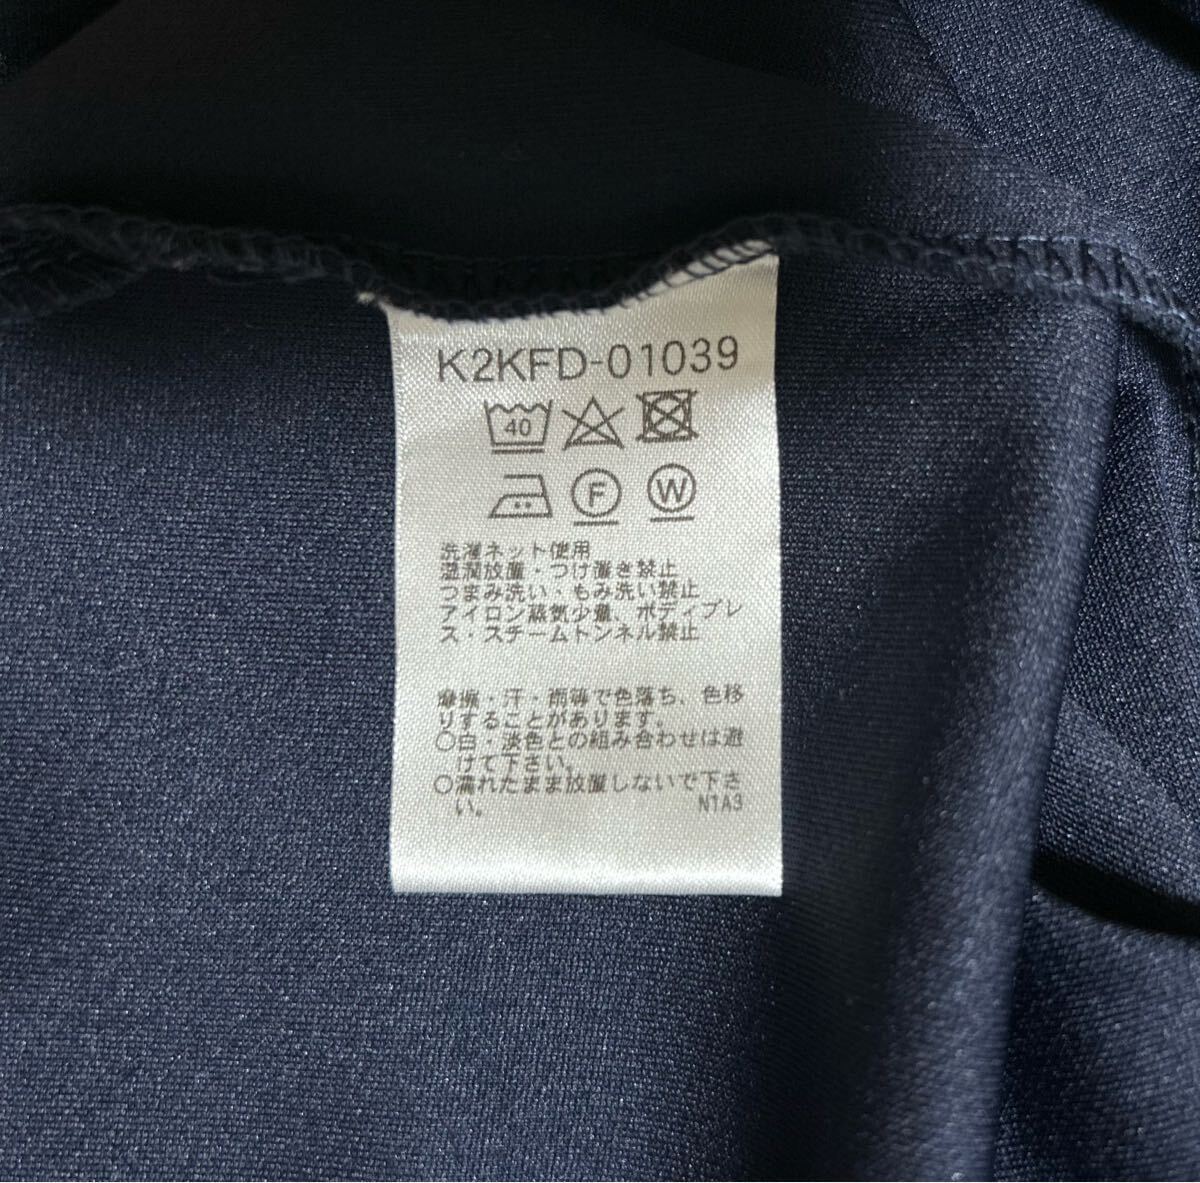 K2KFD-01039
40
F W
洗濯ネット使用
湿潤放置・つけ置き禁止
つまみ洗い・もみ洗い禁止
アイロン蒸気少量、ボディプレ
ス・スチームトンネル禁止
摩擦・汗・雨等で色落ち、色移
りすることがあります。
○白・淡色との組み合わせは避
けて下さい。
○濡れたまま放置しないで下さ
い。 N1A3